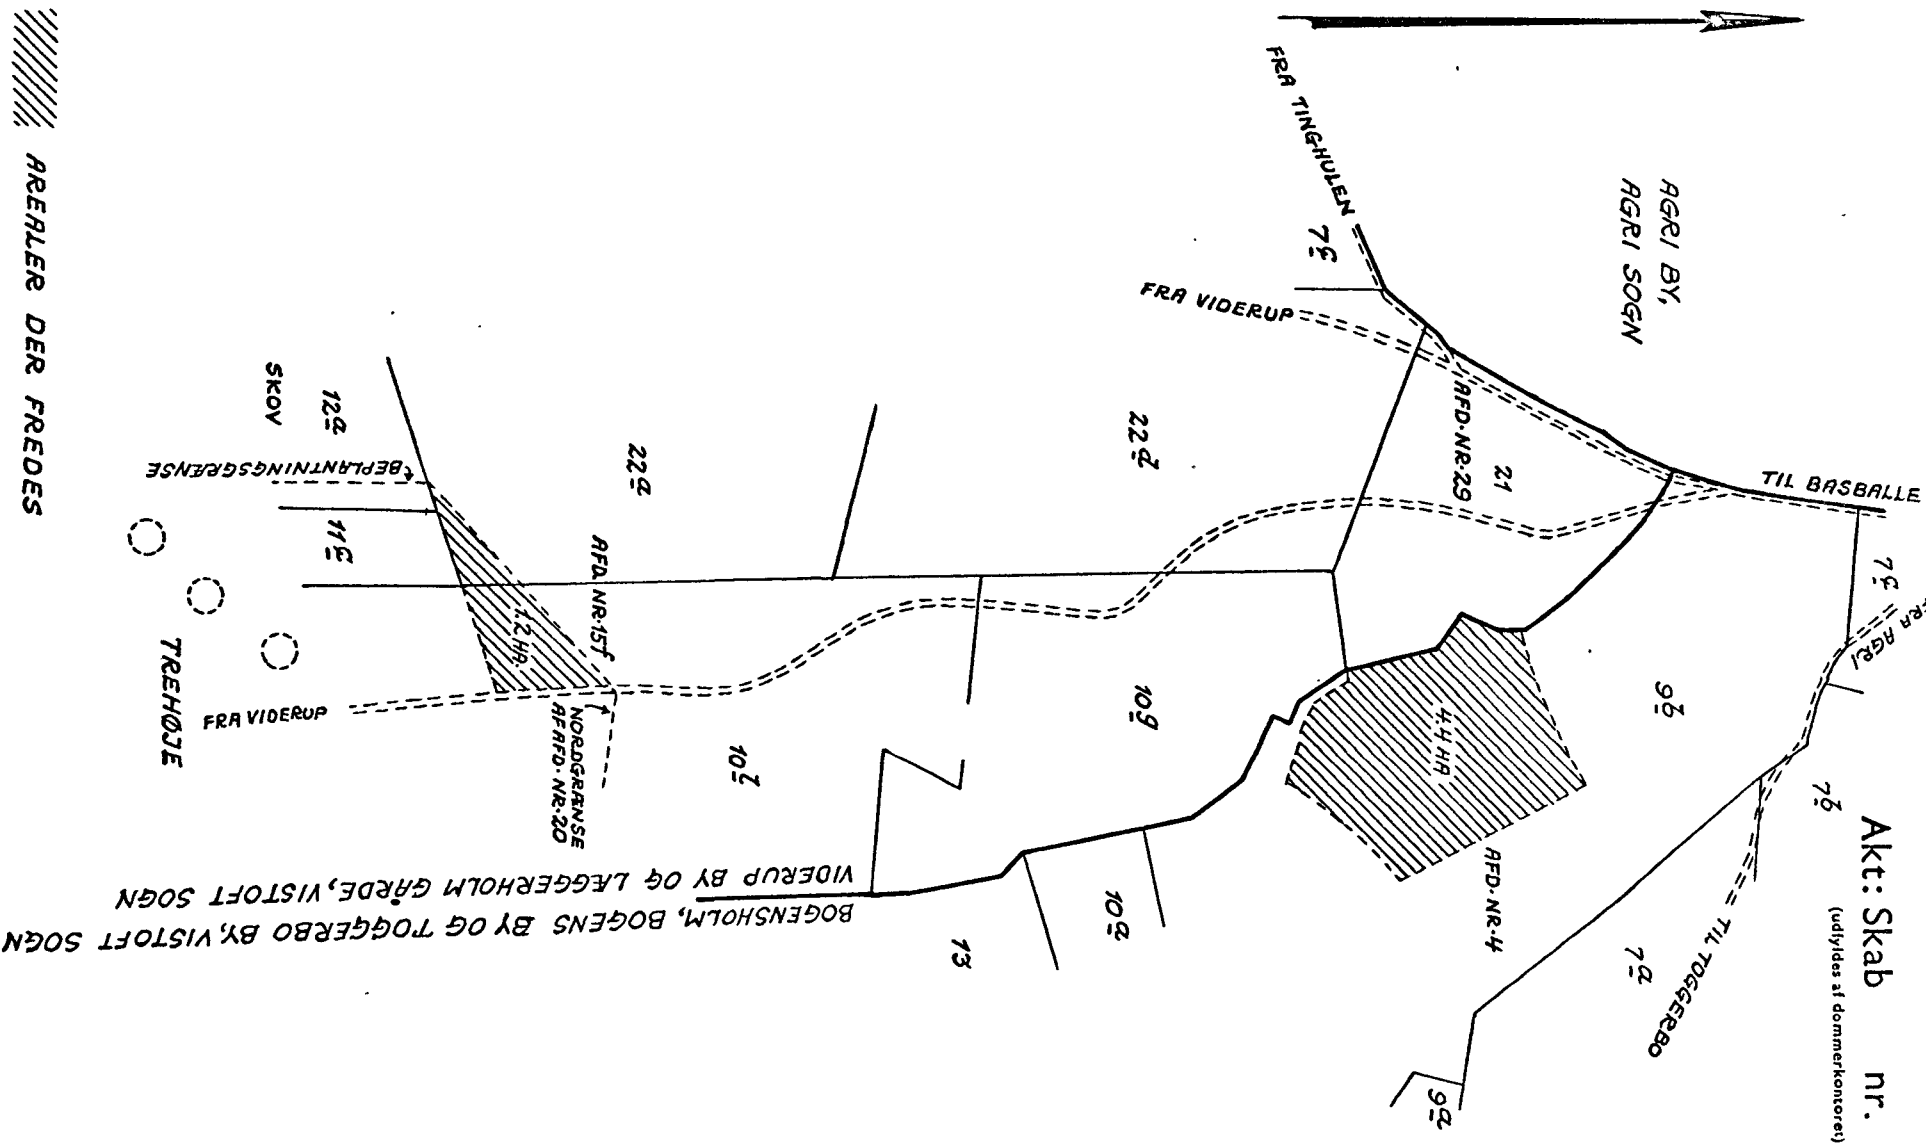 Akt: Skab nr.
(udfyldes af dommerkontoret)
TIL BASBALLE
7c
FRA AGRI
7b
AGRI BY,
AGRI SOGN
9b
7a
TIL TOGGERBO
21
AFD. NR. 29
AFD. NR. 4
4.4 HA
9a
FRA TINGHULEN
7c
FRA VIDERUP
22d
10g
10a
13
22a
10l
AFD. NR. 15f
NORDGRÆNSE
AF AFD. NR. 20
1.2 HA.
12a
SKOV
BEPLANTNINGSGRÆNSE
11c
FRA VIDERUP
TREHØJE
VIDERUP BY OG LÆGGERHOLM GÅRDE, VISTOFT SOGN
BOGENSHOLM, BOGENS BY OG TOGGERBO BY, VISTOFT SOGN
AREALER DER FREDES